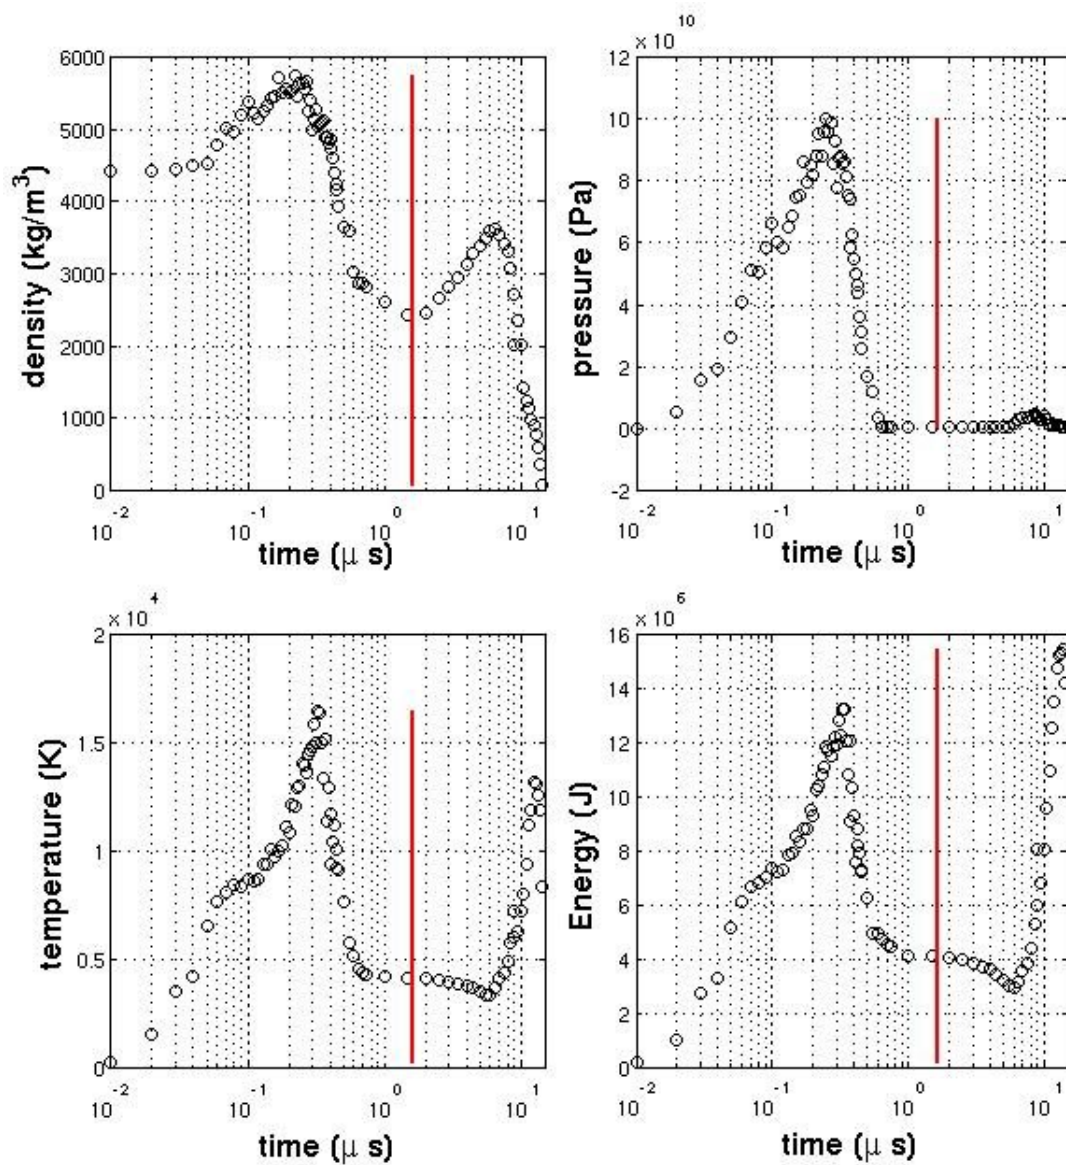 6000
5000
4000
3000
2000
1000
0
density (kg/m³)
10⁻² 10⁻¹ 10⁰ 10¹
time (μ s)
x 10¹⁰
12
10
8
6
4
2
0
-2
pressure (Pa)
10⁻² 10⁻¹ 10⁰ 10¹
time (μ s)
x 10⁴
2
1.5
1
0.5
0
temperature (K)
10⁻² 10⁻¹ 10⁰ 10¹
time (μ s)
x 10⁶
16
14
12
10
8
6
4
2
0
Energy (J)
10⁻² 10⁻¹ 10⁰ 10¹
time (μ s)